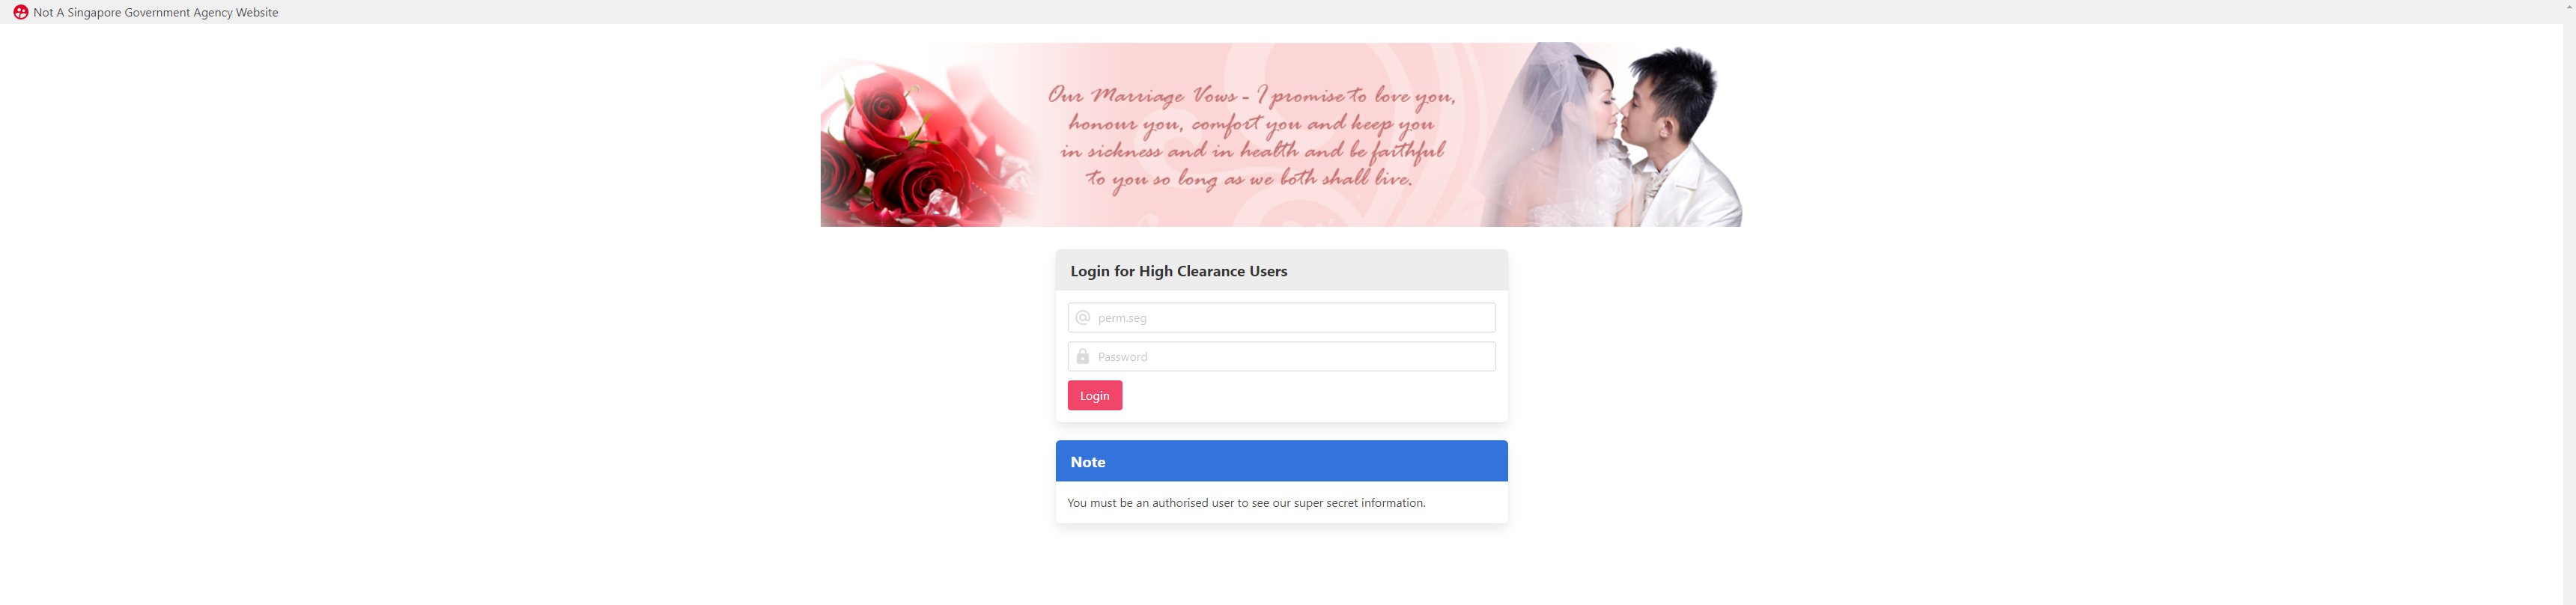 Not A Singapore Government Agency Website
Our Marriage Vows - I promise to love you,
honour you, comfort you and keep you
in sickness and in health and be faithful
to you so long as we both shall live.
Login for High Clearance Users
perm.seg
Password
Login
Note
You must be an authorised user to see our super secret information.